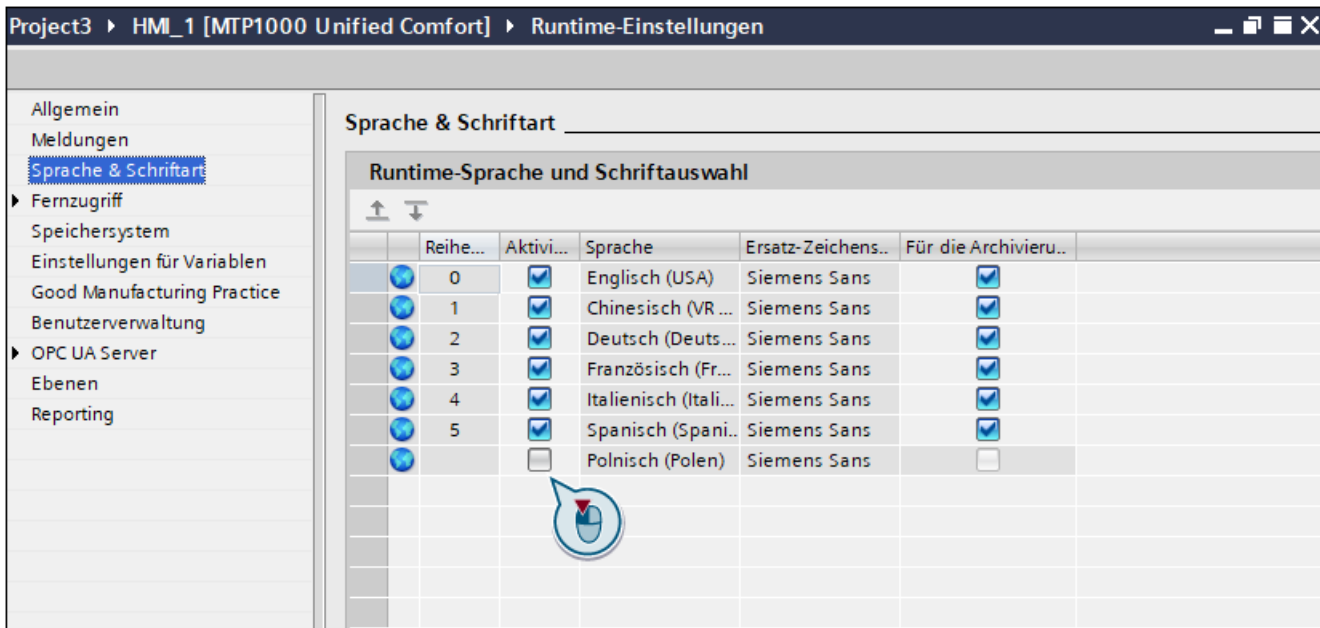 Project3 ▸ HMI_1 [MTP1000 Unified Comfort] ▸ Runtime-Einstellungen
Allgemein
Meldungen
Sprache & Schriftart
Fernzugriff
Speichersystem
Einstellungen für Variablen
Good Manufacturing Practice
Benutzerverwaltung
OPC UA Server
Ebenen
Reporting
Sprache & Schriftart
Runtime-Sprache und Schriftauswahl
Reihe... Aktivi... Sprache Ersatz-Zeichens.. Für die Archivieru..
0 Englisch (USA) Siemens Sans
1 Chinesisch (VR ... Siemens Sans
2 Deutsch (Deuts... Siemens Sans
3 Französisch (Fr... Siemens Sans
4 Italienisch (Itali... Siemens Sans
5 Spanisch (Spani.. Siemens Sans
Polnisch (Polen) Siemens Sans